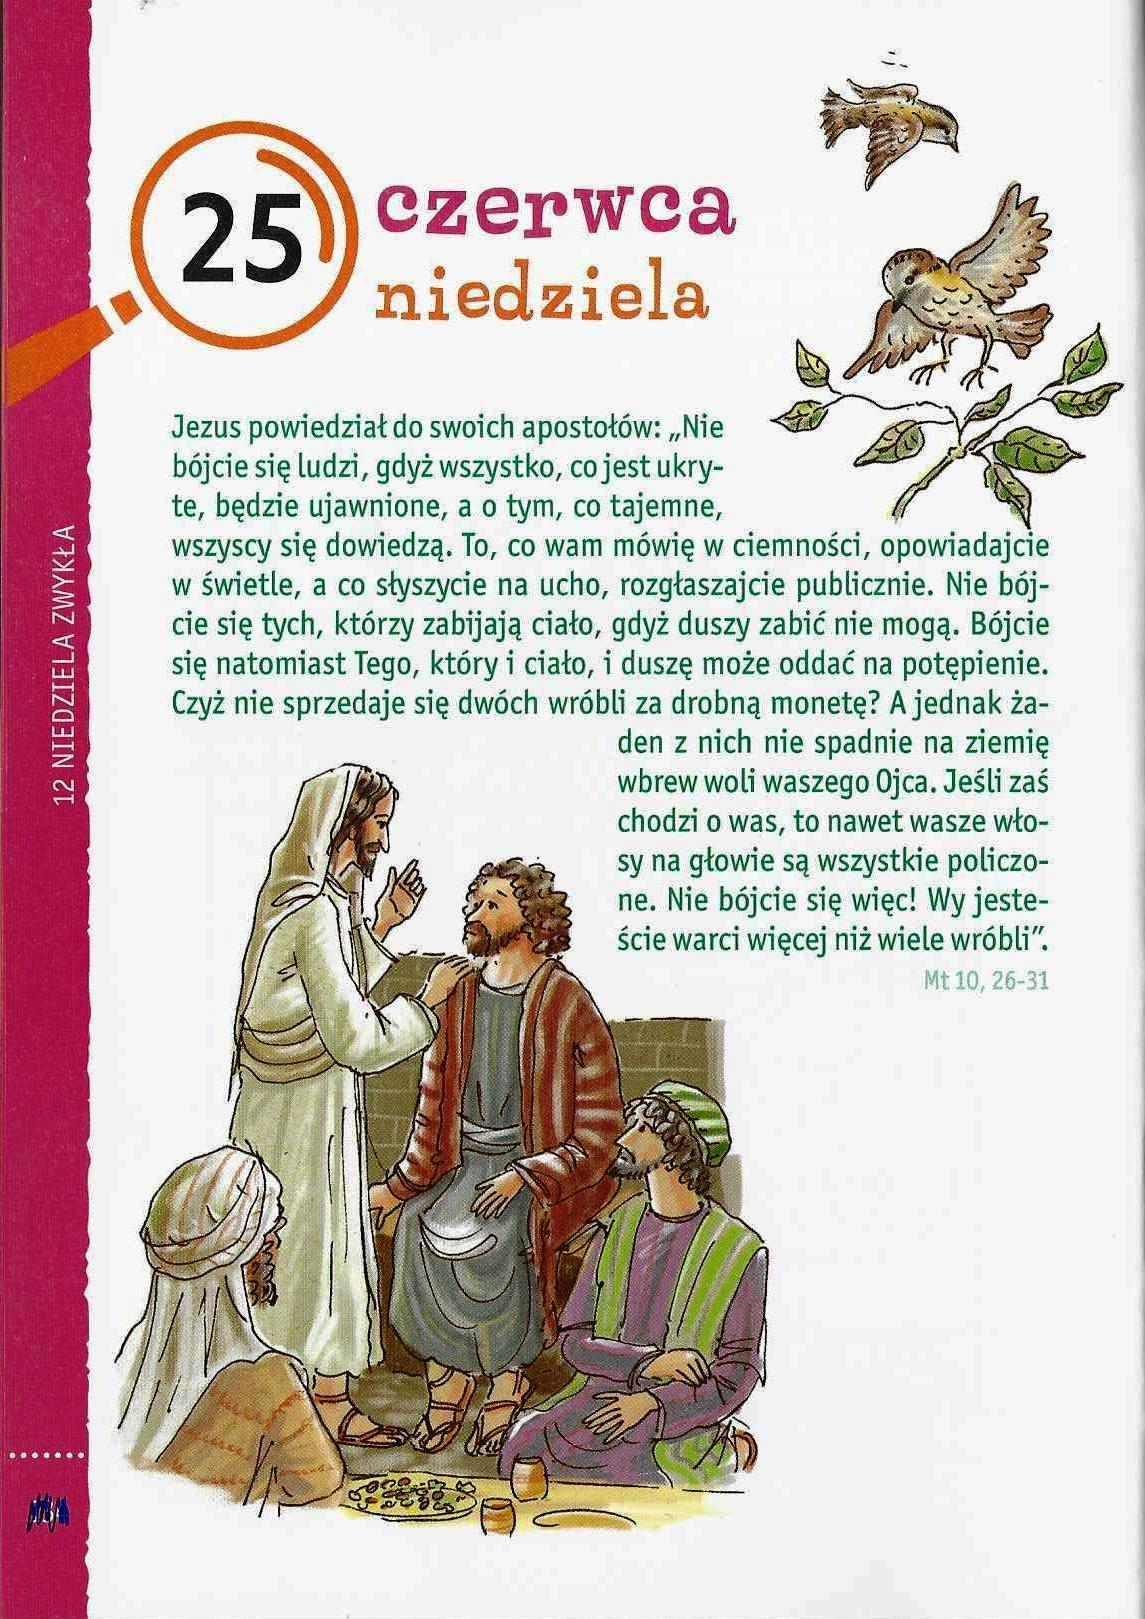 25
czerwca
niedziela
Jezus powiedział do swoich apostołów: „Nie
bójcie się ludzi, gdyż wszystko, co jest ukry-
te, będzie ujawnione, a o tym, co tajemne,
wszyscy się dowiedzą. To, co wam mówię w ciemności, opowiadajcie
w świetle, a co słyszycie na ucho, rozgłaszajcie publicznie. Nie bój-
cie się tych, którzy zabijają ciało, gdyż duszy zabić nie mogą. Bójcie
się natomiast Tego, który i ciało, i duszę może oddać na potępienie.
Czyż nie sprzedaje się dwóch wróbli za drobną monetę? A jednak ża-
den z nich nie spadnie na ziemię
wbrew woli waszego Ojca. Jeśli zaś
chodzi o was, to nawet wasze wło-
sy na głowie są wszystkie policzo-
ne. Nie bójcie się więc! Wy jeste-
ście warci więcej niż wiele wróbli”.
Mt 10, 26-31
12 NIEDZIELA ZWYKŁA